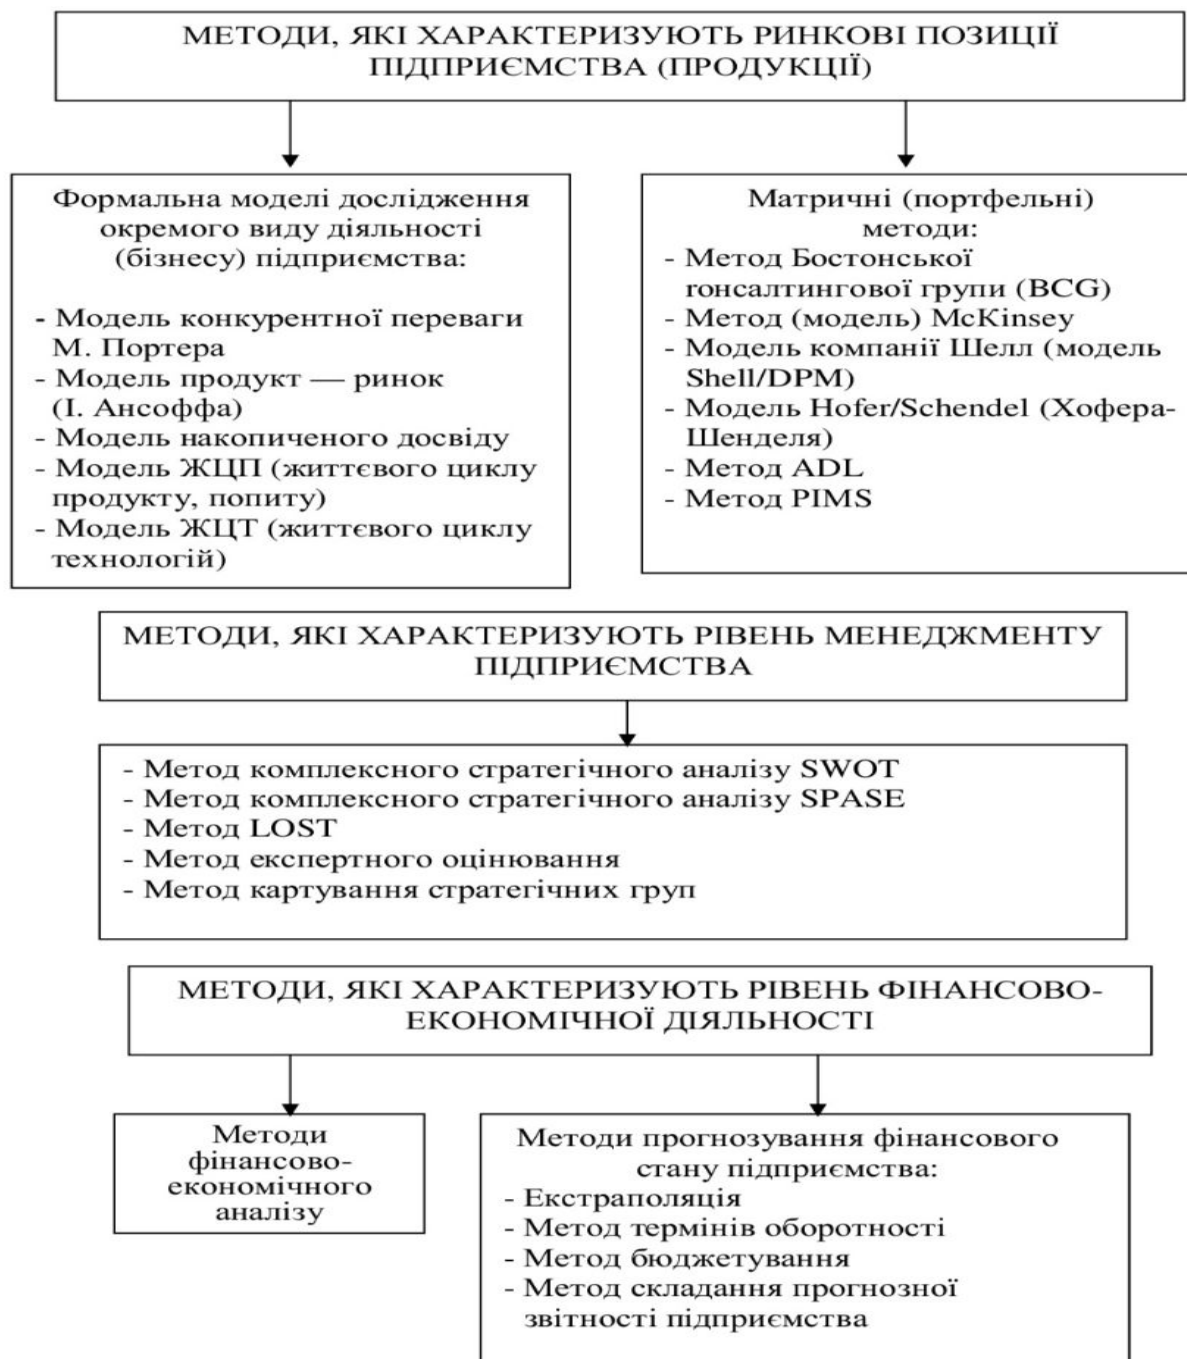 МЕТОДИ, ЯКІ ХАРАКТЕРИЗУЮТЬ РИНКОВІ ПОЗИЦІЇ
ПІДПРИЄМСТВА (ПРОДУКЦІЇ)
Формальна моделі дослідження
окремого виду діяльності
(бізнесу) підприємства:
- Модель конкурентної переваги
М. Портера
- Модель продукт — ринок
(І. Ансоффа)
- Модель накопиченого досвіду
- Модель ЖЦП (життєвого циклу
продукту, попиту)
- Модель ЖЦТ (життєвого циклу
технологій)
Матричні (портфельні)
методи:
- Метод Бостонської
гонсалтингової групи (BCG)
- Метод (модель) McKinsey
- Модель компанії Шелл (модель
Shell/DPM)
- Модель Hofer/Schendel (Хофера-
Шенделя)
- Метод ADL
- Метод PIMS
МЕТОДИ, ЯКІ ХАРАКТЕРИЗУЮТЬ РІВЕНЬ МЕНЕДЖМЕНТУ
ПІДПРИЄМСТВА
- Метод комплексного стратегічного аналізу SWOT
- Метод комплексного стратегічного аналізу SPASE
- Метод LOST
- Метод експертного оцінювання
- Метод картування стратегічних груп
МЕТОДИ, ЯКІ ХАРАКТЕРИЗУЮТЬ РІВЕНЬ ФІНАНСОВО-
ЕКОНОМІЧНОЇ ДІЯЛЬНОСТІ
Методи
фінансово-
економічного
аналізу
Методи прогнозування фінансового
стану підприємства:
- Екстраполяція
- Метод термінів оборотності
- Метод бюджетування
- Метод складання прогнозної
звітності підприємства